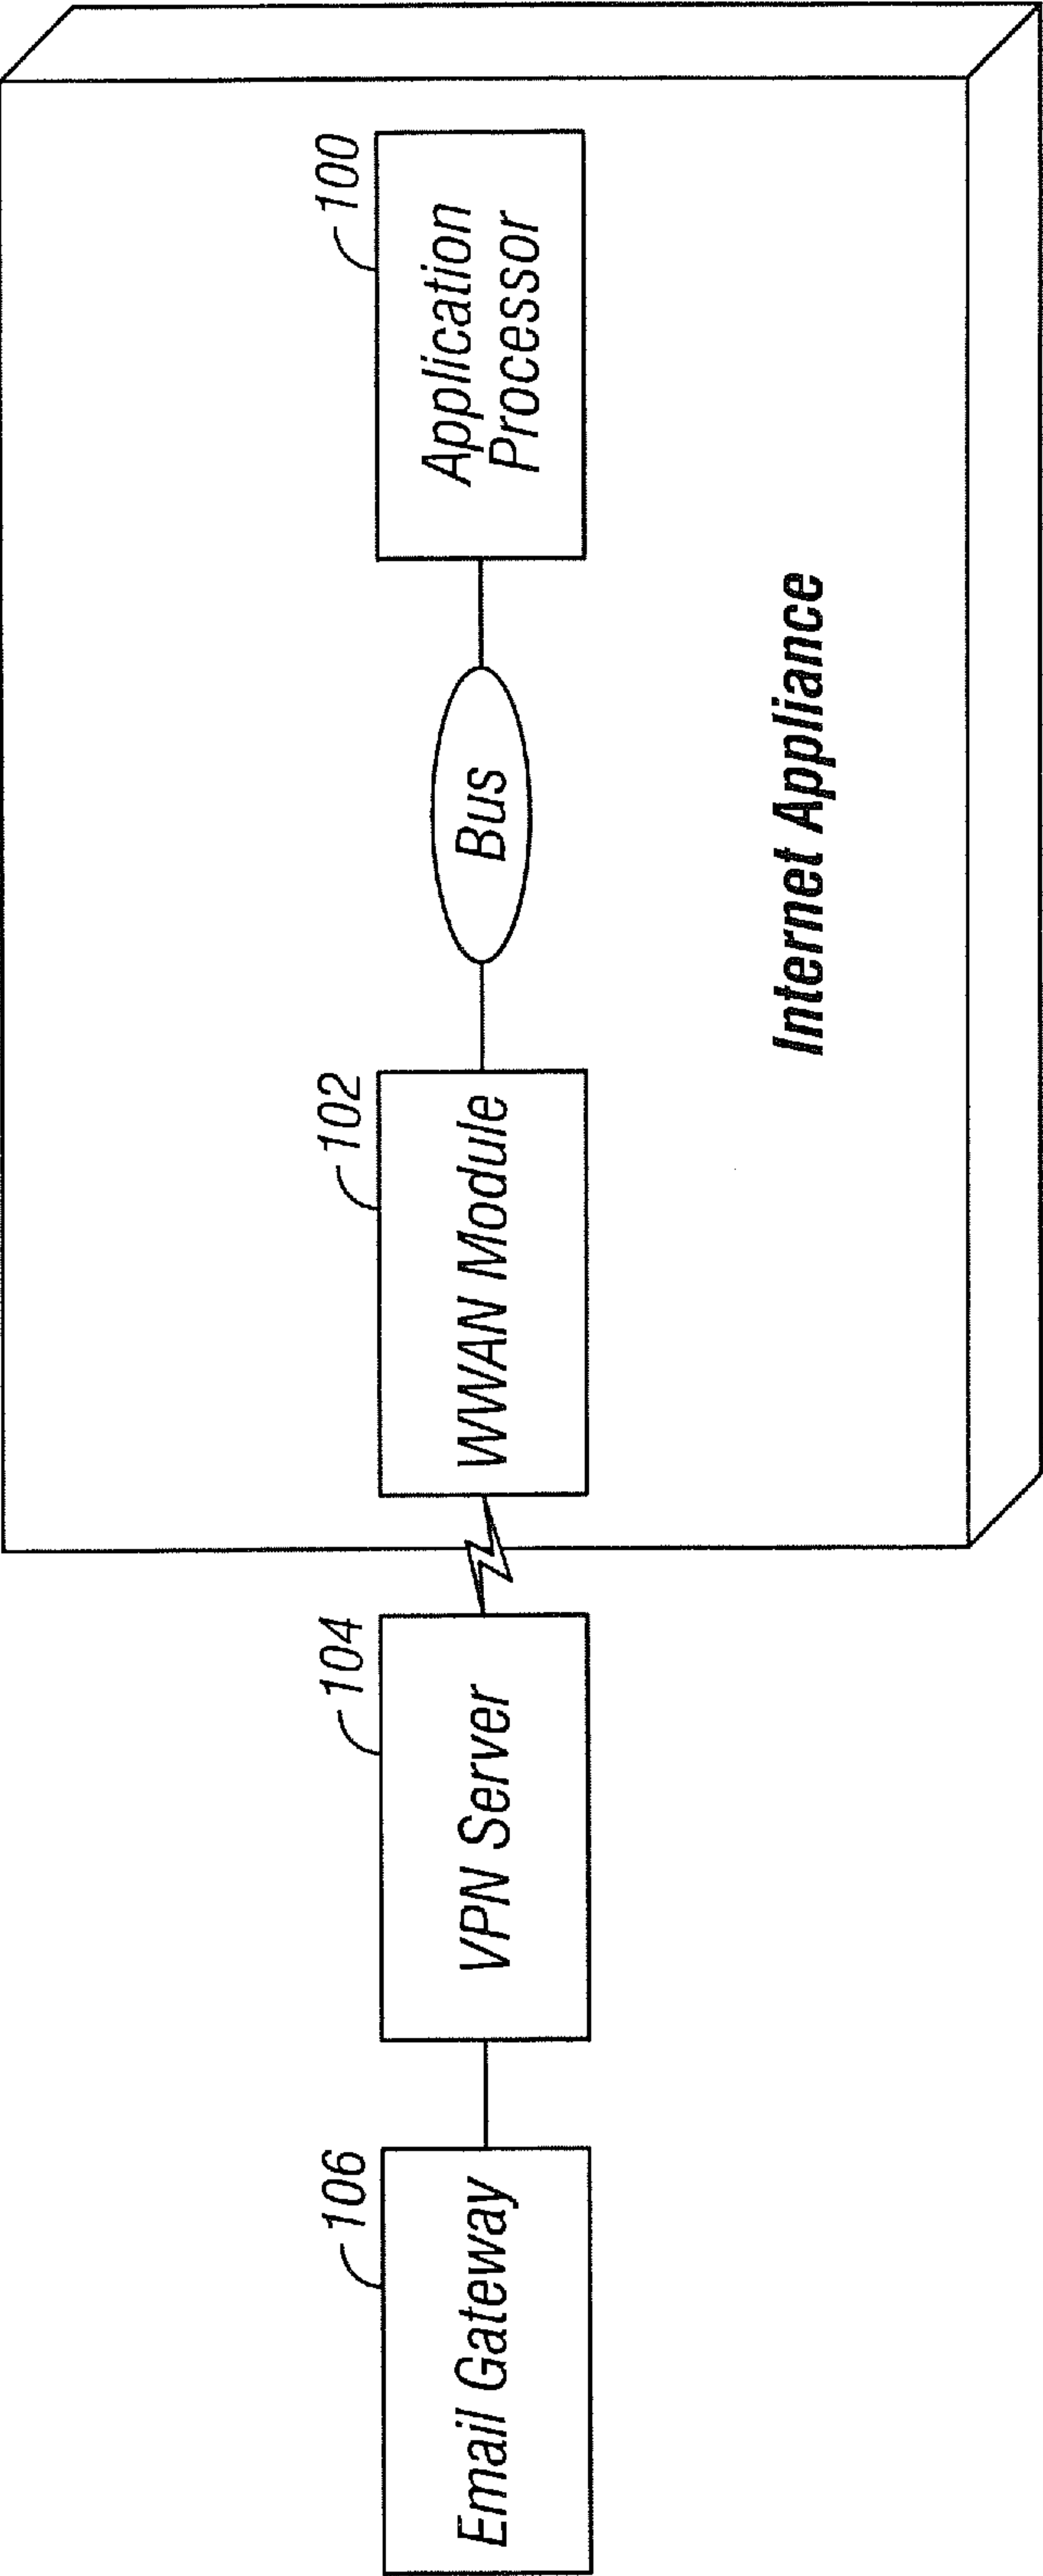 106
Email Gateway
104
VPN Server
102
WWAN Module
Bus
100
Application
Processor
Internet Appliance